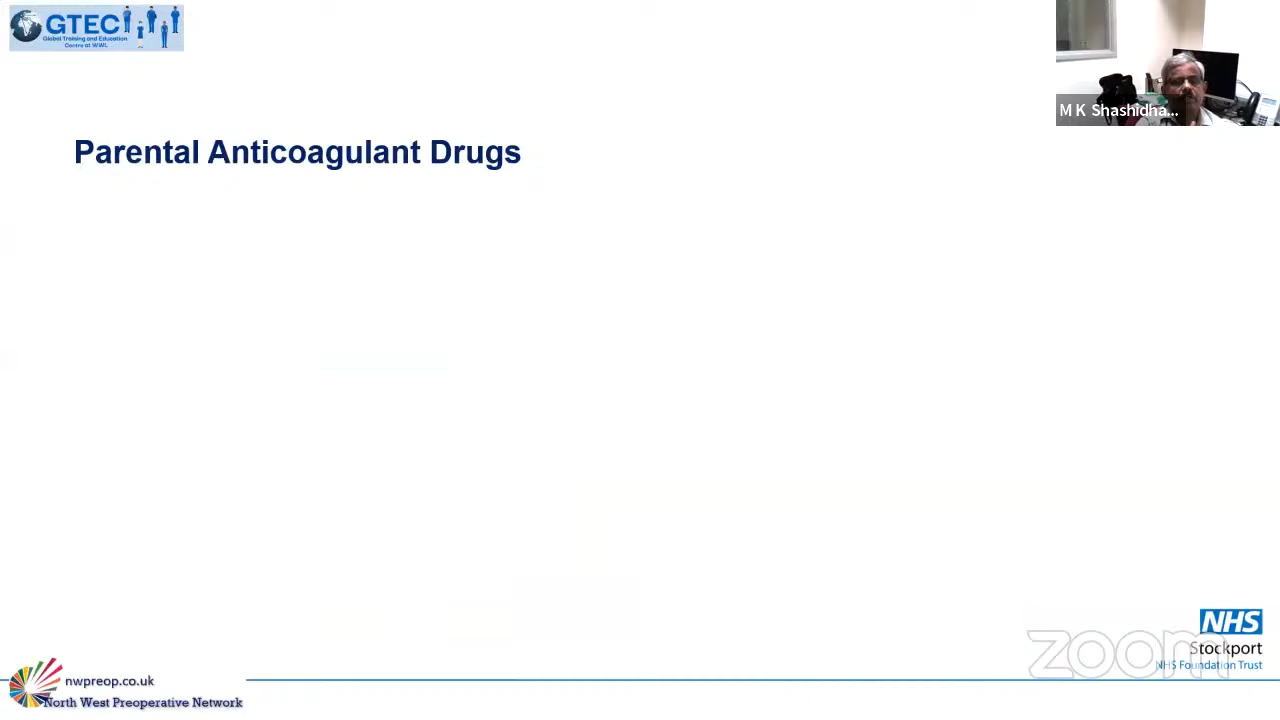 GTEC
Global Training and Education
Centre at WWL
M K Shashidha...
Parental Anticoagulant Drugs
NHS
Stockport
NHS Foundation Trust
zoom
nwpreop.co.uk
North West Preoperative Network